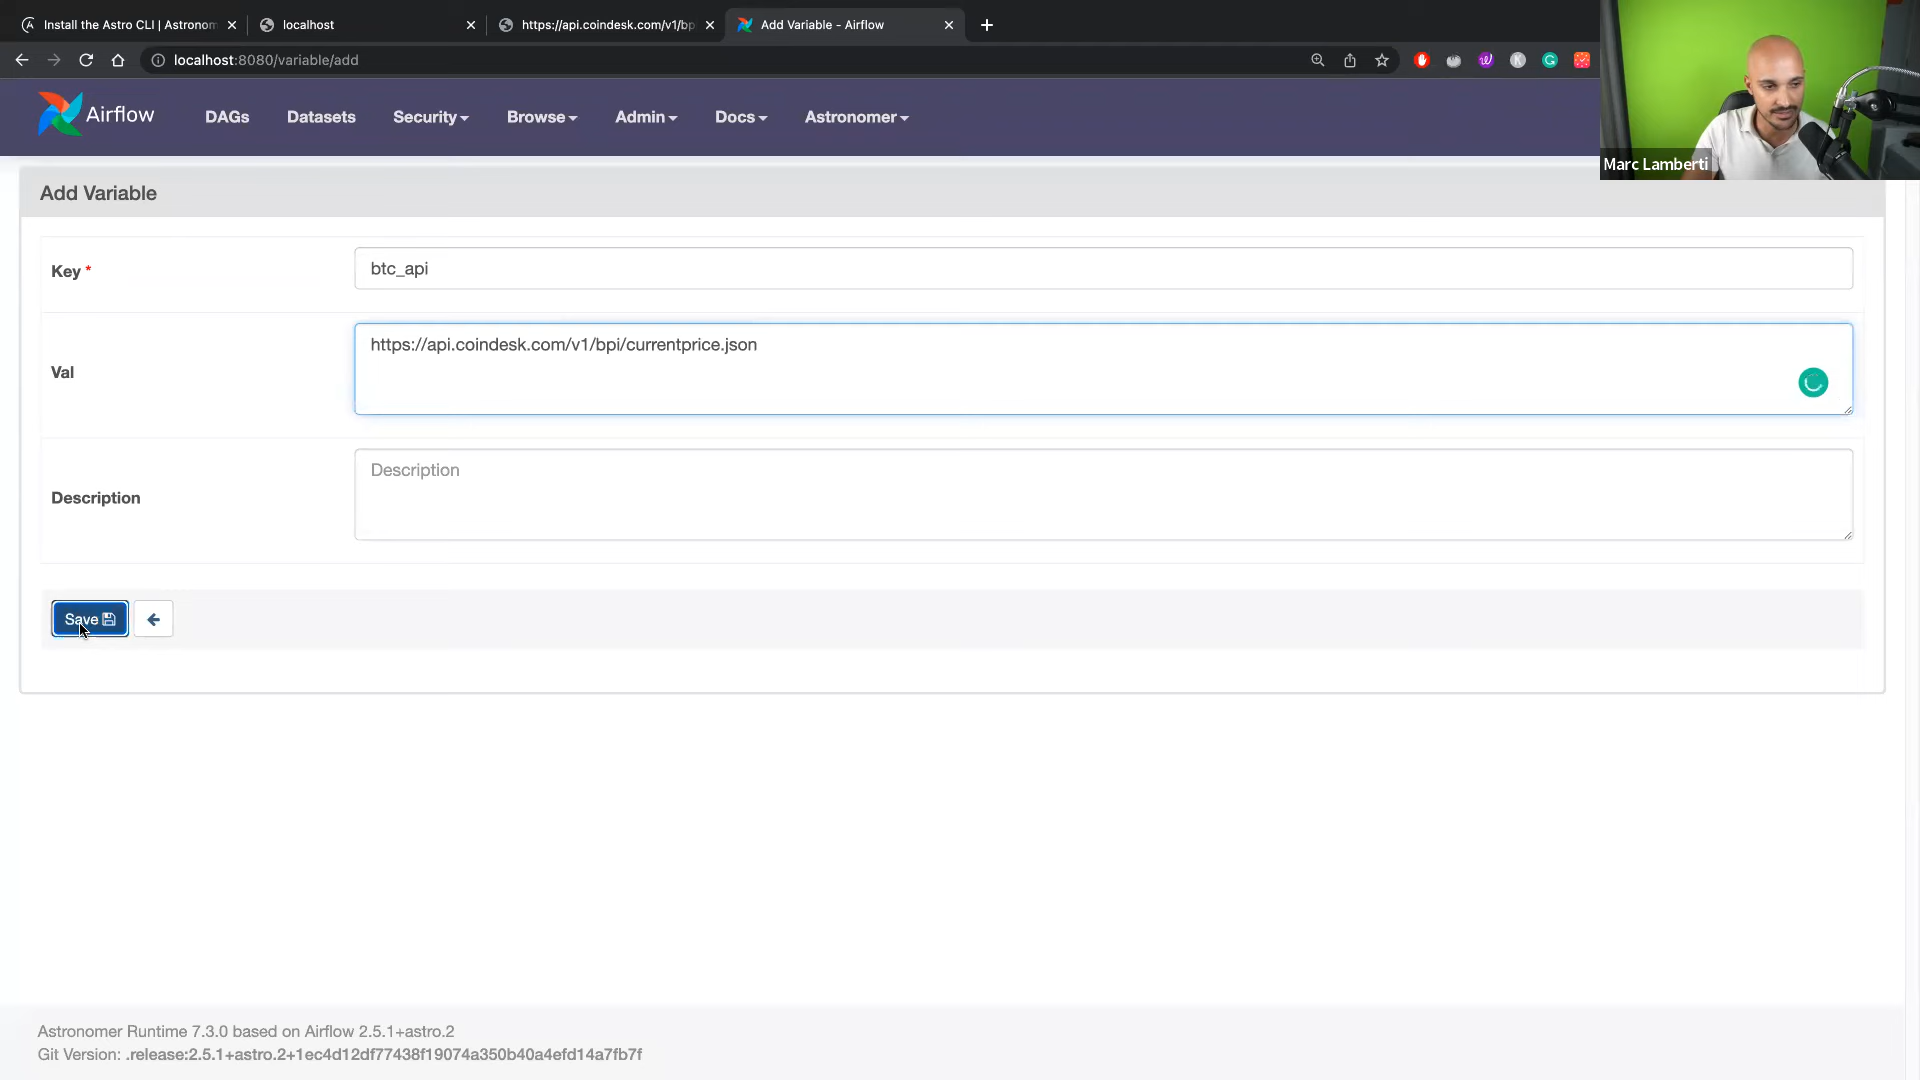 Install the Astro CLI | Astronom
localhost
https://api.coindesk.com/v1/bp
Add Variable - Airflow
localhost:8080/variable/add
Airflow
DAGs
Datasets
Security
Browse
Admin
Docs
Astronomer
Marc Lamberti
Add Variable
Key *
btc_api
Val
https://api.coindesk.com/v1/bpi/currentprice.json
Description
Description
Save
Astronomer Runtime 7.3.0 based on Airflow 2.5.1+astro.2
Git Version: .release:2.5.1+astro.2+1ec4d12df77438f19074a350b40a4efd14a7fb7f